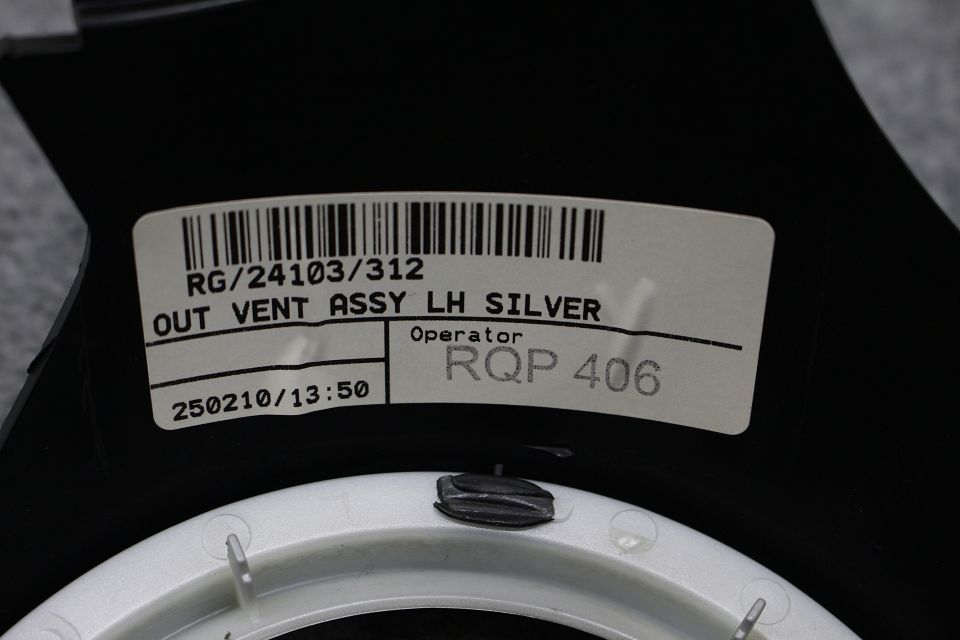 RG/24103/312
OUT VENT ASSY LH SILVER
Operator
RQP 406
250210/13:50